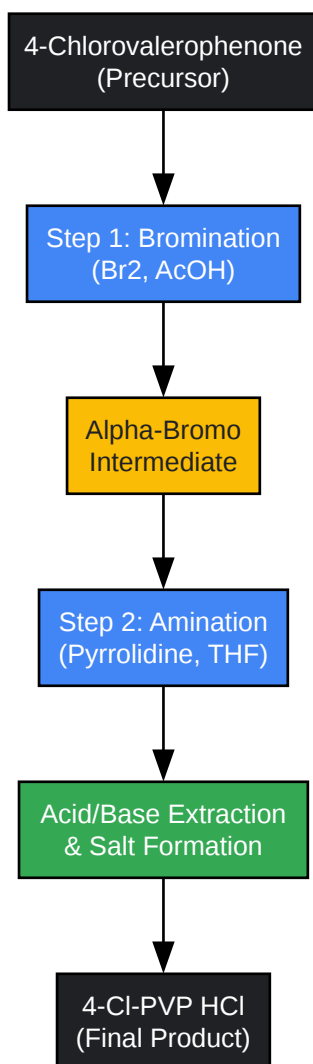 4-Chlorovalerophenone
(Precursor)
Step 1: Bromination
(Br2, AcOH)
Alpha-Bromo
Intermediate
Step 2: Amination
(Pyrrolidine, THF)
Acid/Base Extraction
& Salt Formation
4-Cl-PVP HCl
(Final Product)